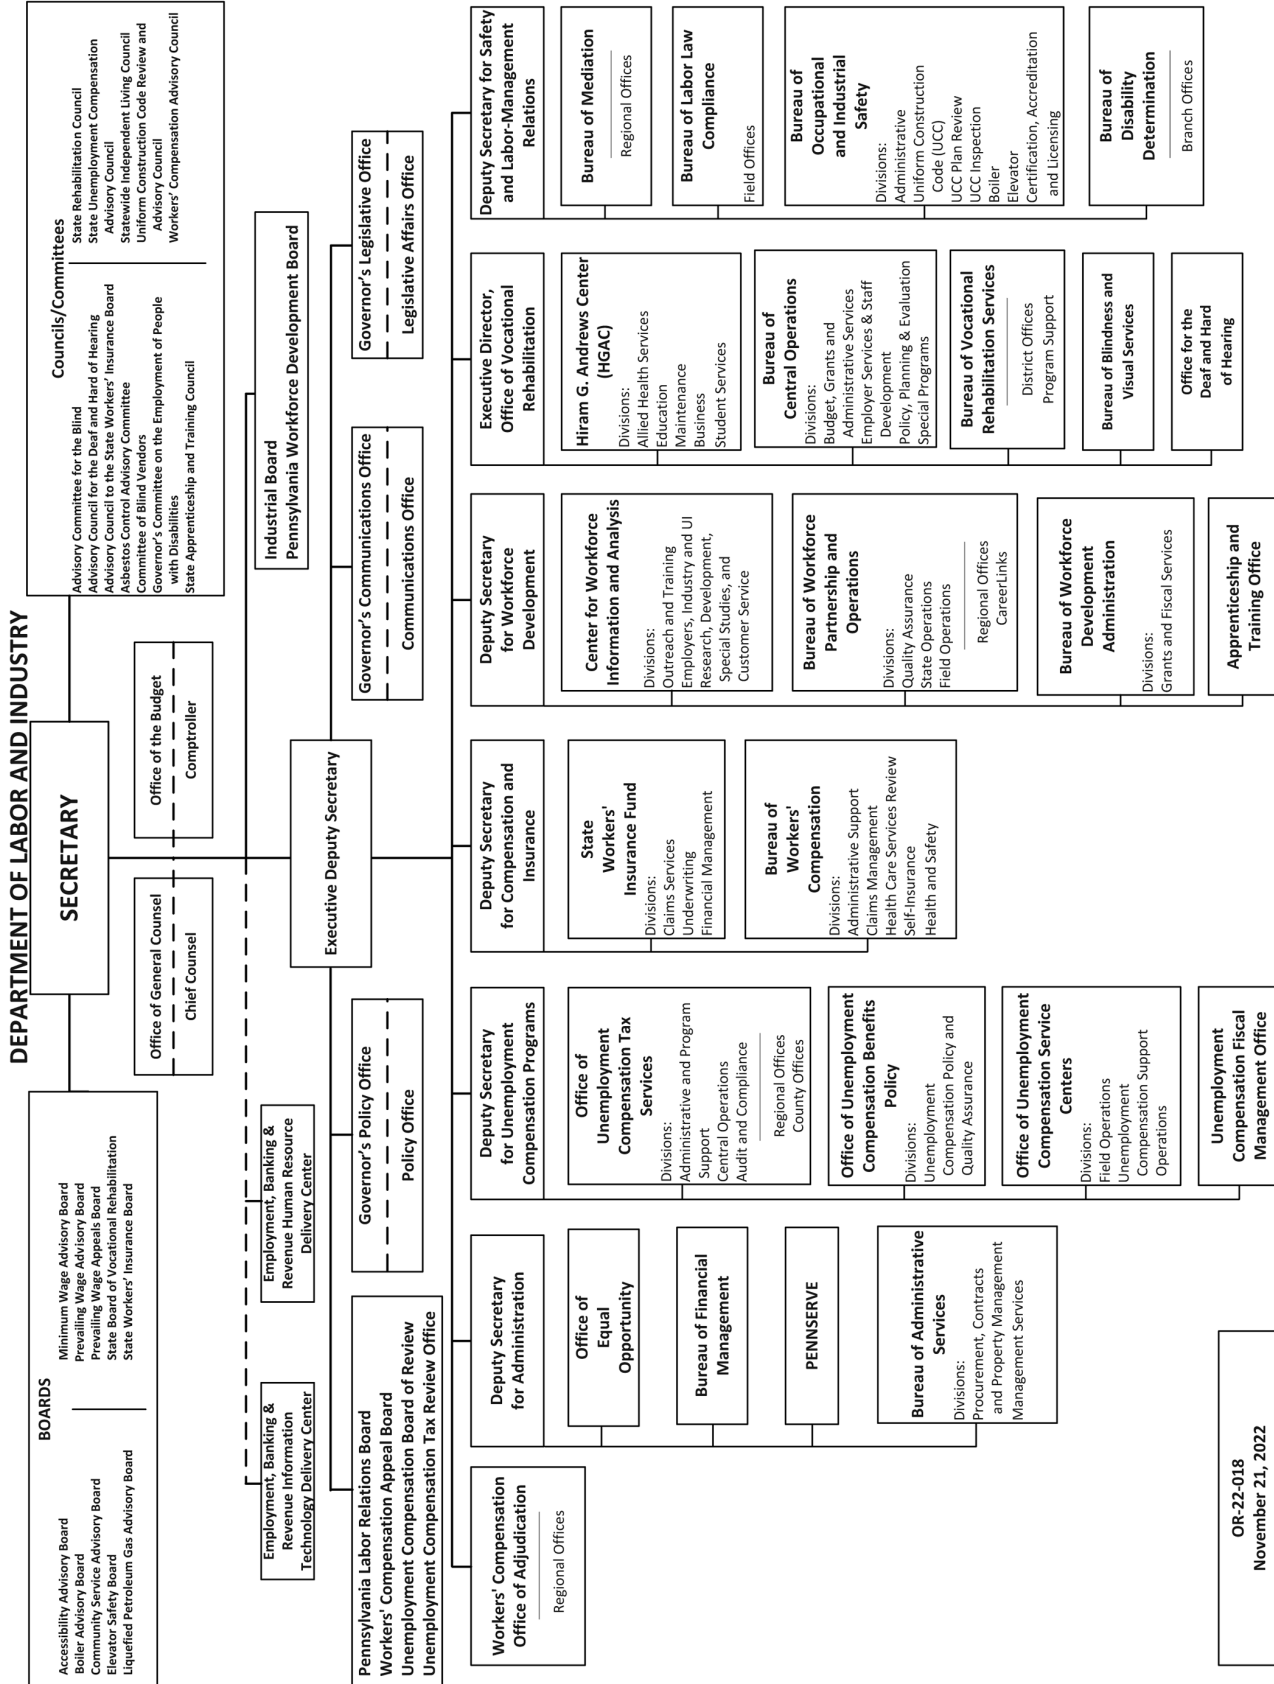 DEPARTMENT OF LABOR AND INDUSTRY
BOARDS
Accessibility Advisory Board
Boiler Advisory Board
Community Service Advisory Board
Elevator Safety Board
Liquefied Petroleum Gas Advisory Board
Minimum Wage Advisory Board
Prevailing Wage Advisory Board
Prevailing Wage Appeals Board
State Board of Vocational Rehabilitation
State Workers' Insurance Board
SECRETARY
Councils/Committees
Advisory Committee for the Blind
Advisory Council for the Deaf and Hard of Hearing
Advisory Council to the State Workers' Insurance Board
Asbestos Control Advisory Committee
Committee of Blind Vendors
Governor's Committee on the Employment of People
with Disabilities
State Apprenticeship and Training Council
State Rehabilitation Council
State Unemployment Compensation
Advisory Council
Statewide Independent Living Council
Uniform Construction Code Review and
Advisory Council
Workers' Compensation Advisory Council
Office of General Counsel
Chief Counsel
Office of the Budget
Comptroller
Employment, Banking &
Revenue Information
Technology Delivery Center
Employment, Banking &
Revenue Human Resource
Delivery Center
Industrial Board
Pennsylvania Workforce Development Board
Executive Deputy Secretary
Pennsylvania Labor Relations Board
Workers' Compensation Appeal Board
Unemployment Compensation Board of Review
Unemployment Compensation Tax Review Office
Governor's Policy Office
Policy Office
Governor's Communications Office
Communications Office
Governor's Legislative Office
Legislative Affairs Office
Workers' Compensation
Office of Adjudication
Regional Offices
Deputy Secretary
for Administration
Office of
Equal
Opportunity
Bureau of Financial
Management
PENNSERVE
Bureau of Administrative
Services
Divisions:
Procurement, Contracts
and Property Management
Management Services
Deputy Secretary
for Unemployment
Compensation Programs
Office of
Unemployment
Compensation Tax
Services
Divisions:
Administrative and Program
Support
Central Operations
Audit and Compliance
Regional Offices
County Offices
Office of Unemployment
Compensation Benefits
Policy
Divisions:
Unemployment
Compensation Policy and
Quality Assurance
Office of Unemployment
Compensation Service
Centers
Divisions:
Field Operations
Unemployment
Compensation Support
Operations
Unemployment
Compensation Fiscal
Management Office
Deputy Secretary
for Compensation and
Insurance
State
Workers'
Insurance Fund
Divisions:
Claims Services
Underwriting
Financial Management
Bureau of
Workers'
Compensation
Divisions:
Administrative Support
Claims Management
Health Care Services Review
Self-Insurance
Health and Safety
Deputy Secretary
for Workforce
Development
Center for Workforce
Information and Analysis
Divisions:
Outreach and Training
Employers, Industry and UI
Research, Development,
Special Studies, and
Customer Service
Bureau of Workforce
Partnership and
Operations
Divisions:
Quality Assurance
State Operations
Field Operations
Regional Offices
CareerLinks
Bureau of Workforce
Development
Administration
Divisions:
Grants and Fiscal Services
Apprenticeship and
Training Office
Executive Director,
Office of Vocational
Rehabilitation
Hiram G. Andrews Center
(HGAC)
Divisions:
Allied Health Services
Education
Maintenance
Business
Student Services
Bureau of
Central Operations
Divisions:
Budget, Grants and
Administrative Services
Employer Services & Staff
Development
Policy, Planning & Evaluation
Special Programs
Bureau of Vocational
Rehabilitation Services
District Offices
Program Support
Bureau of Blindness and
Visual Services
Office for the
Deaf and Hard
of Hearing
Deputy Secretary for Safety
and Labor-Management
Relations
Bureau of Mediation
Regional Offices
Bureau of Labor Law
Compliance
Field Offices
Bureau of
Occupational
and Industrial
Safety
Divisions:
Administrative
Uniform Construction
Code (UCC)
UCC Plan Review
UCC Inspection
Boiler
Elevator
Certification, Accreditation
and Licensing
Bureau of
Disability
Determination
Branch Offices
OR-22-018
November 21, 2022